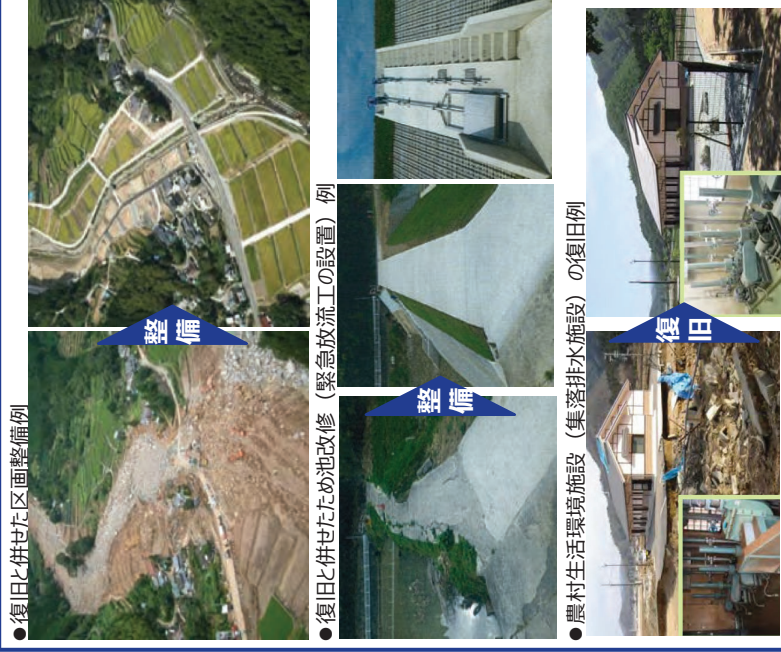 ●復旧と併せた区画整備例
整備
●復旧と併せたため池改修（緊急放流工の設置）例
整備
●農村生活環境施設（集落排水施設）の復旧例
復旧